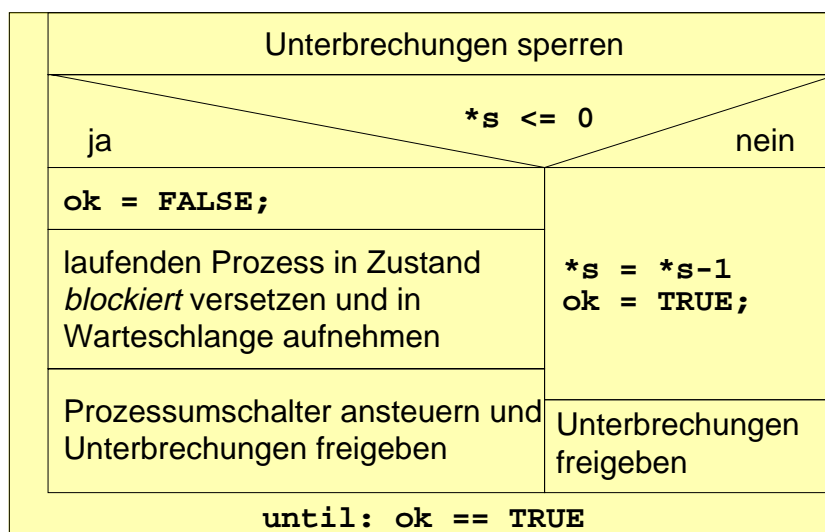 Unterbrechungen sperren
*s <= 0
ja
nein
ok = FALSE;
laufenden Prozess in Zustand
blockiert versetzen und in
Warteschlange aufnehmen
Prozessumschalter ansteuern und
Unterbrechungen freigeben
*s = *s-1
ok = TRUE;
Unterbrechungen
freigeben
until: ok == TRUE